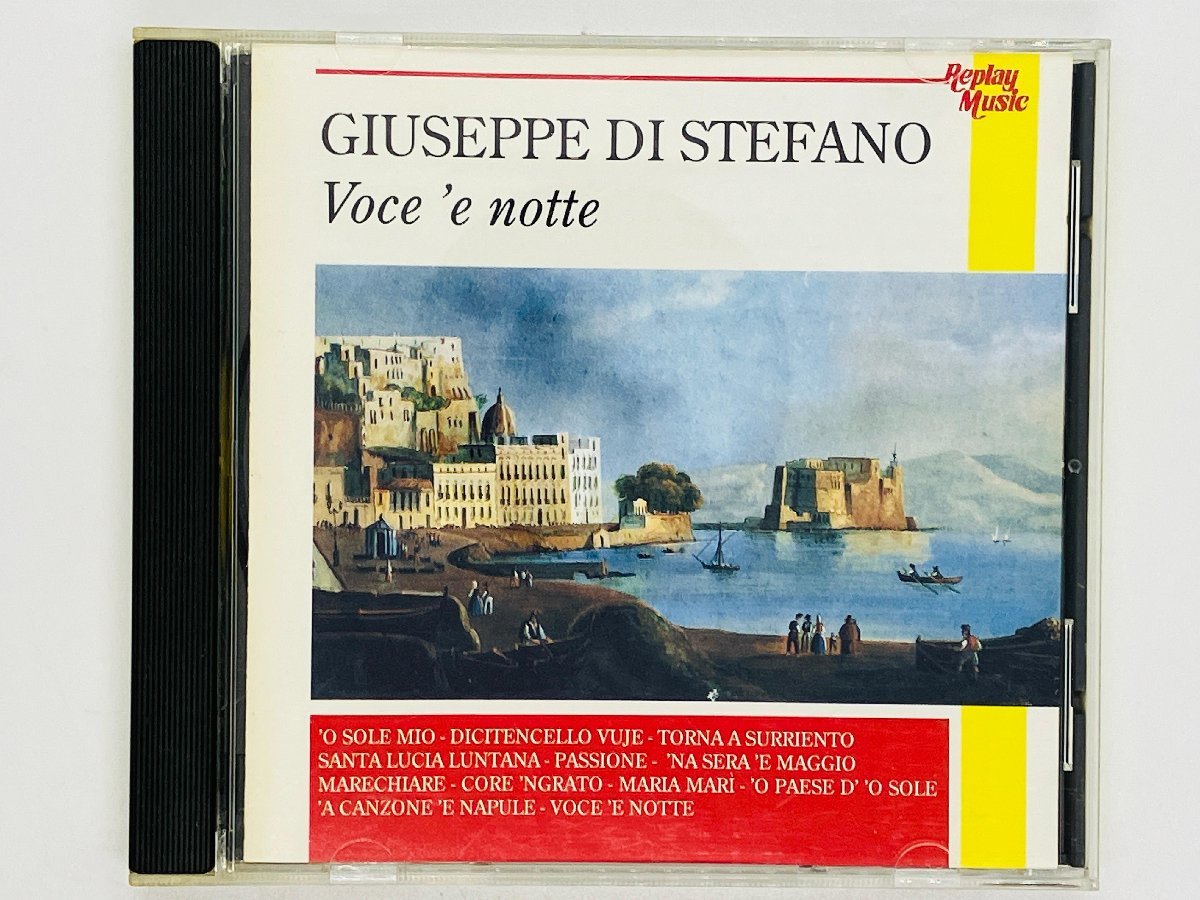 Replay
Music
GIUSEPPE DI STEFANO
Voce 'e notte
'O SOLE MIO - DICITENCELLO VUJE - TORNA A SURRIENTO
SANTA LUCIA LUNTANA - PASSIONE - 'NA SERA 'E MAGGIO
MARECHIARE - CORE 'NGRATO - MARIA MARÌ - 'O PAESE D' 'O SOLE
'A CANZONE 'E NAPULE - VOCE 'E NOTTE